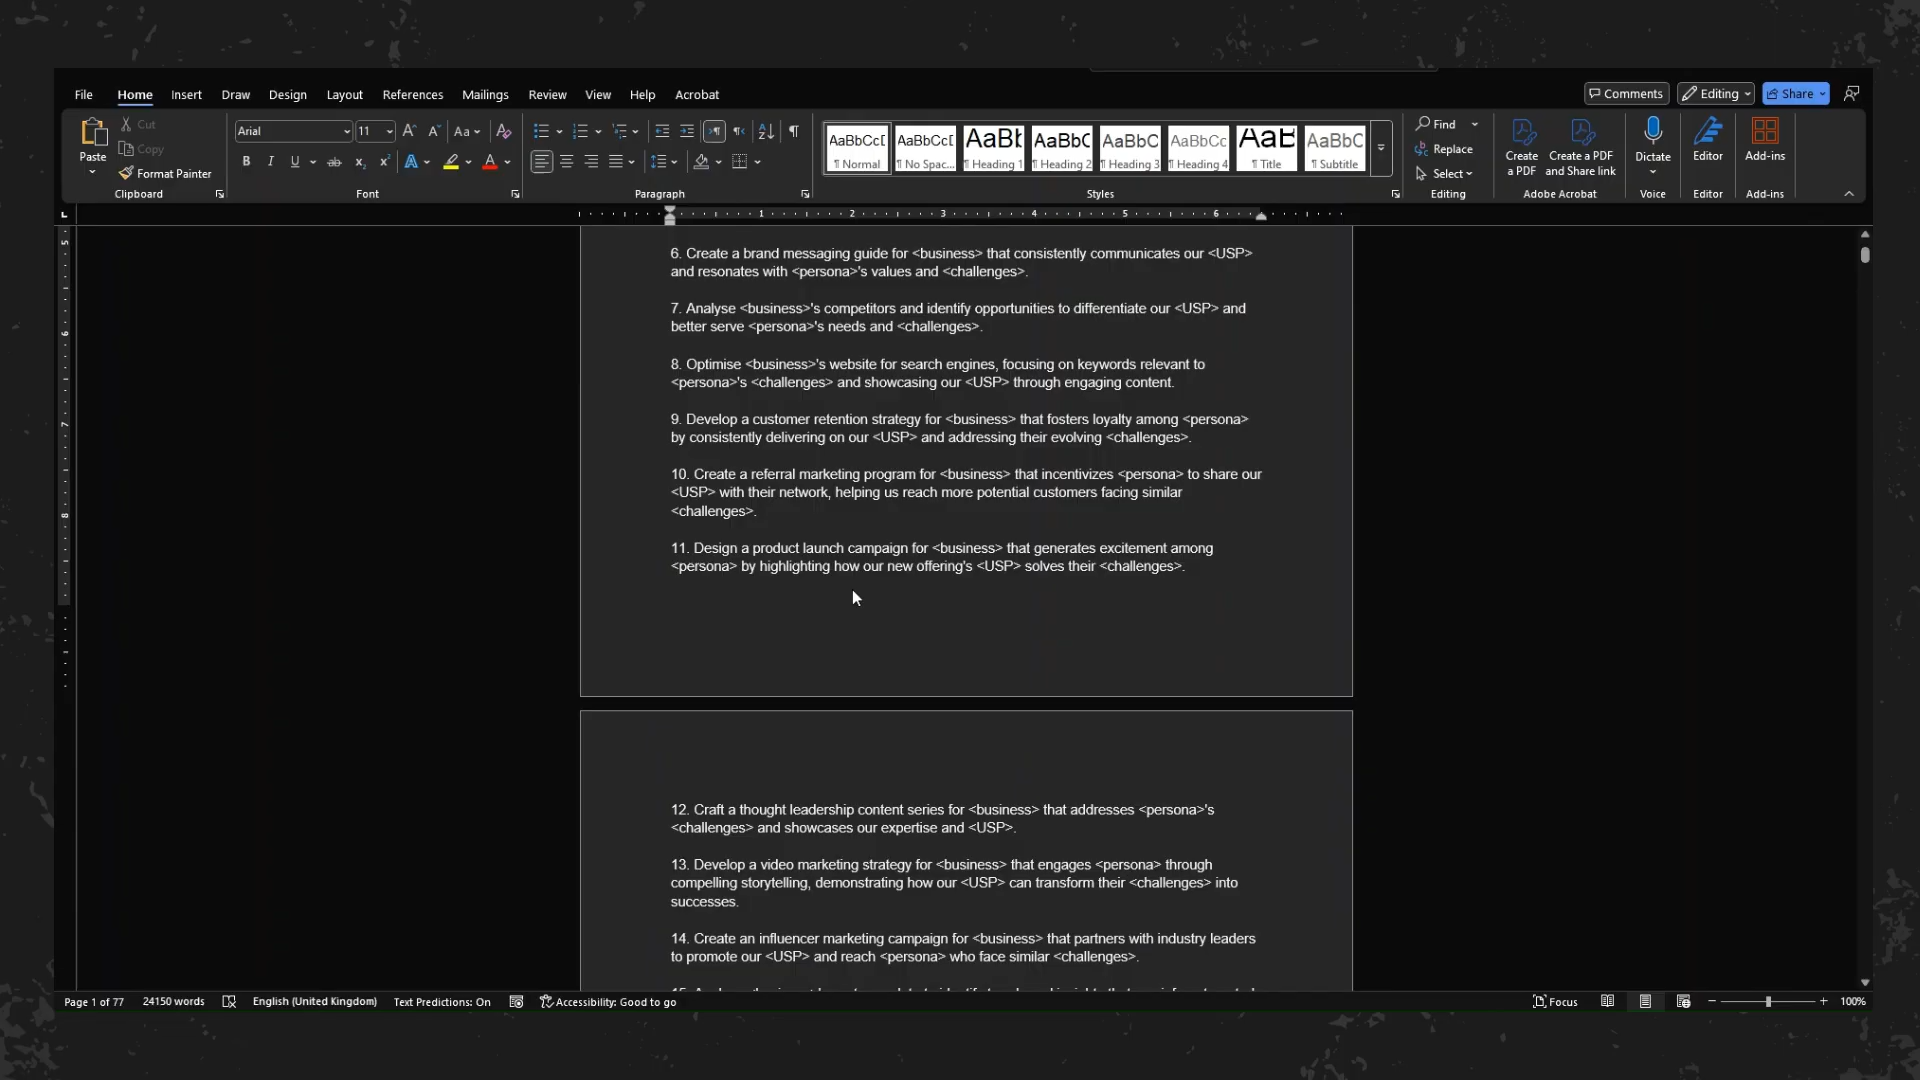 File Home Insert Draw Design Layout References Mailings Review View Help Acrobat Comments Editing Share
Paste Cut Copy Format Painter
Clipboard
Arial 11
Font
Paragraph
AaBbCcD ¶ Normal
AaBbCcD ¶ No Spac...
AaBb ¶ Heading 1
AaBbC ¶ Heading 2
AaBbC ¶ Heading 3
AaBbCc ¶ Heading 4
AaB ¶ Title
AaBbC ¶ Subtitle
Styles
Find
Replace
Select
Editing
Create a PDF
Create a PDF and Share link
Adobe Acrobat
Dictate
Voice
Editor
Editor
Add-ins
Add-ins
1 2 3 4 5 6
5
6
7
8
6. Create a brand messaging guide for <business> that consistently communicates our <USP>
and resonates with <persona>'s values and <challenges>.
7. Analyse <business>'s competitors and identify opportunities to differentiate our <USP> and
better serve <persona>'s needs and <challenges>.
8. Optimise <business>'s website for search engines, focusing on keywords relevant to
<persona>'s <challenges> and showcasing our <USP> through engaging content.
9. Develop a customer retention strategy for <business> that fosters loyalty among <persona>
by consistently delivering on our <USP> and addressing their evolving <challenges>.
10. Create a referral marketing program for <business> that incentivizes <persona> to share our
<USP> with their network, helping us reach more potential customers facing similar
<challenges>.
11. Design a product launch campaign for <business> that generates excitement among
<persona> by highlighting how our new offering's <USP> solves their <challenges>.
12. Craft a thought leadership content series for <business> that addresses <persona>'s
<challenges> and showcases our expertise and <USP>.
13. Develop a video marketing strategy for <business> that engages <persona> through
compelling storytelling, demonstrating how our <USP> can transform their <challenges> into
successes.
14. Create an influencer marketing campaign for <business> that partners with industry leaders
to promote our <USP> and reach <persona> who face similar <challenges>.
Page 1 of 77 24150 words English (United Kingdom) Text Predictions: On Accessibility: Good to go Focus 100%